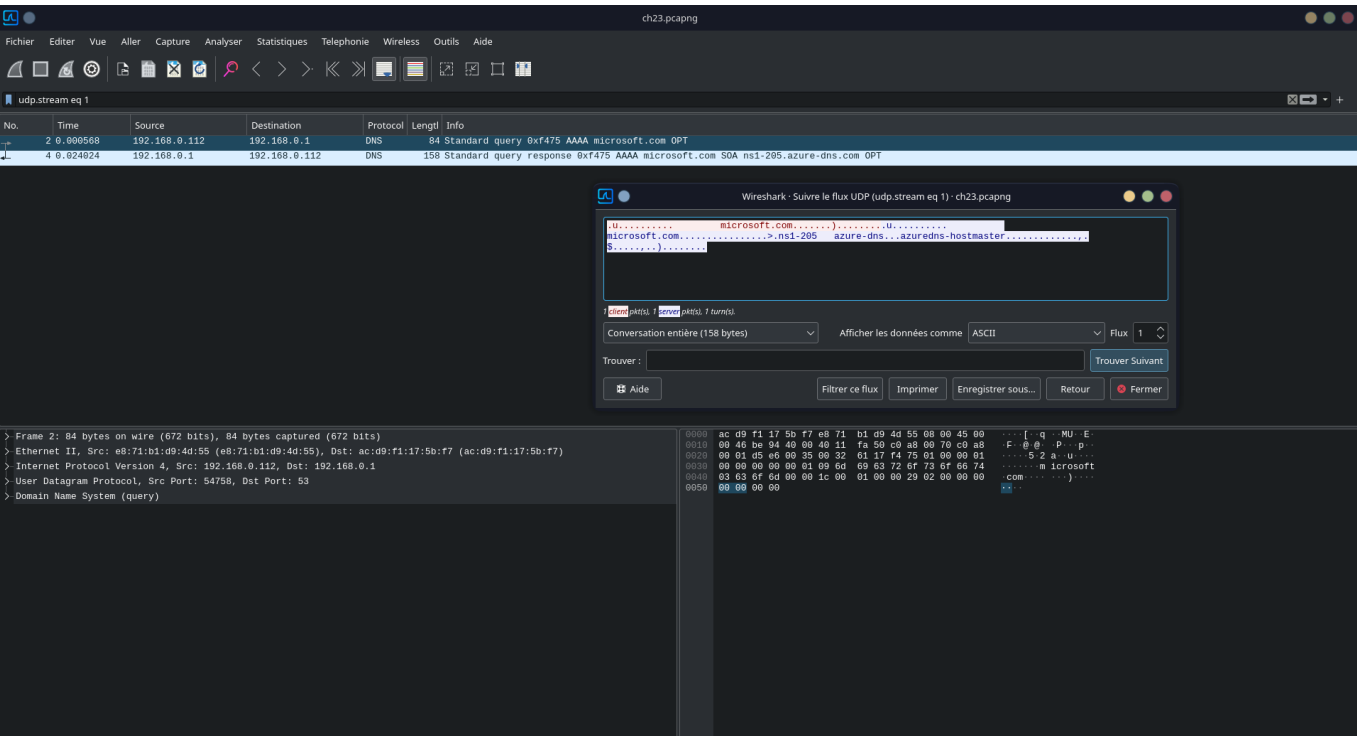 ch23.pcapng
Fichier Editer Vue Aller Capture Analyser Statistiques Telephonie Wireless Outils Aide
udp.stream eq 1
No. Time Source Destination Protocol Lengtl Info
2 0.000568 192.168.0.112 192.168.0.1 DNS 84 Standard query 0xf475 AAAA microsoft.com OPT
4 0.024024 192.168.0.1 192.168.0.112 DNS 158 Standard query response 0xf475 AAAA microsoft.com SOA ns1-205.azure-dns.com OPT
Wireshark · Suivre le flux UDP (udp.stream eq 1) · ch23.pcapng
.u.......... microsoft.com.......).........u..........
microsoft.com................>.ns1-205 azure-dns...azuredns-hostmaster.............,.
$.....,..)........
1 client pkt(s), 1 server pkt(s), 1 turn(s).
Conversation entière (158 bytes) Afficher les données comme ASCII Flux 1
Trouver : Trouver Suivant
Aide Filtrer ce flux Imprimer Enregistrer sous... Retour Fermer
Frame 2: 84 bytes on wire (672 bits), 84 bytes captured (672 bits)
Ethernet II, Src: e8:71:b1:d9:4d:55 (e8:71:b1:d9:4d:55), Dst: ac:d9:f1:17:5b:f7 (ac:d9:f1:17:5b:f7)
Internet Protocol Version 4, Src: 192.168.0.112, Dst: 192.168.0.1
User Datagram Protocol, Src Port: 54758, Dst Port: 53
Domain Name System (query)
0000 ac d9 f1 17 5b f7 e8 71 b1 d9 4d 55 08 00 45 00 ····[··q ··MU··E·
0010 00 46 be 94 40 00 40 11 fa 50 c0 a8 00 70 c0 a8 ·F··@·@· ·P···p··
0020 00 01 d5 e6 00 35 00 32 61 17 f4 75 01 00 00 01 ·····5·2 a··u····
0030 00 00 00 00 00 01 09 6d 69 63 72 6f 73 6f 66 74 ·······m icrosoft
0040 03 63 6f 6d 00 00 1c 00 01 00 00 29 02 00 00 00 ·com···· ···)····
0050 00 00 00 00 ····